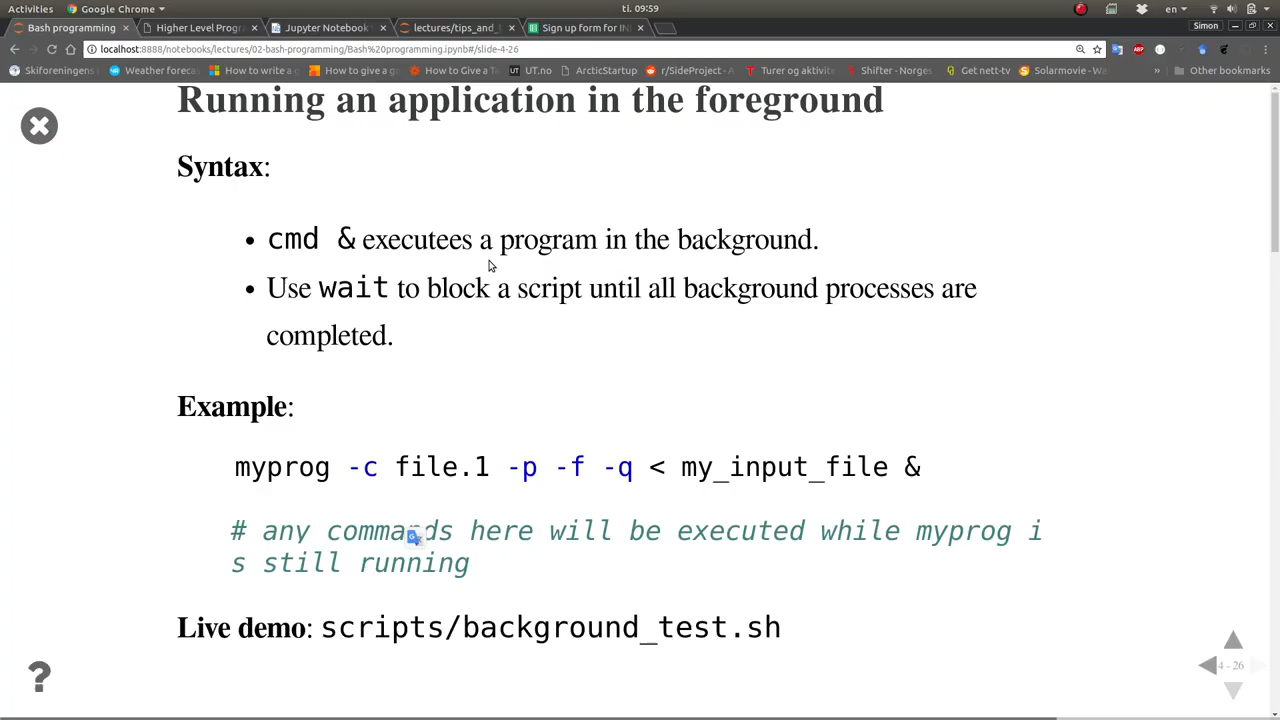 Activities Google Chrome ti. 09:59 en
Bash programming Higher Level Progr Jupyter Notebook lectures/tips_and_ Sign up form for IN Simon
localhost:8888/notebooks/lectures/02-bash-programming/Bash%20programming.ipynb#/slide-4-26
Skiforeningens Weather forecas How to write a g How to give a g How to Give a Ta UT.no ArcticStartup r/SideProject - A Turer og aktivite Shifter - Norges Get nett-tv Solarmovie - Wa » Other bookmarks
Running an application in the foreground
Syntax:
• cmd & executees a program in the background.
• Use wait to block a script until all background processes are
completed.
Example:
myprog -c file.1 -p -f -q < my_input_file &
# any commands here will be executed while myprog i
s still running
Live demo: scripts/background_test.sh
?
4 - 26